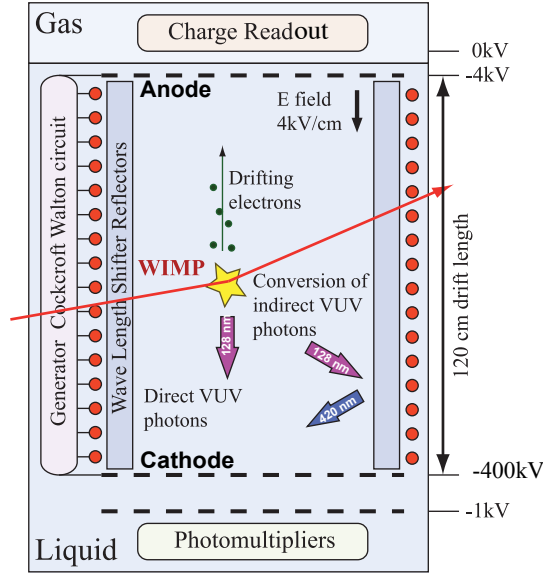 Gas
Charge Readout
0kV
-4kV
Anode
E field
4kV/cm
Generator Cockcroft Walton circuit
Wave Length Shifter Reflectors
Drifting
electrons
WIMP
Conversion of
indirect VUV
photons
128 nm
128 nm
420 nm
Direct VUV
photons
120 cm drift length
Cathode
-400kV
-1kV
Liquid
Photomultipliers